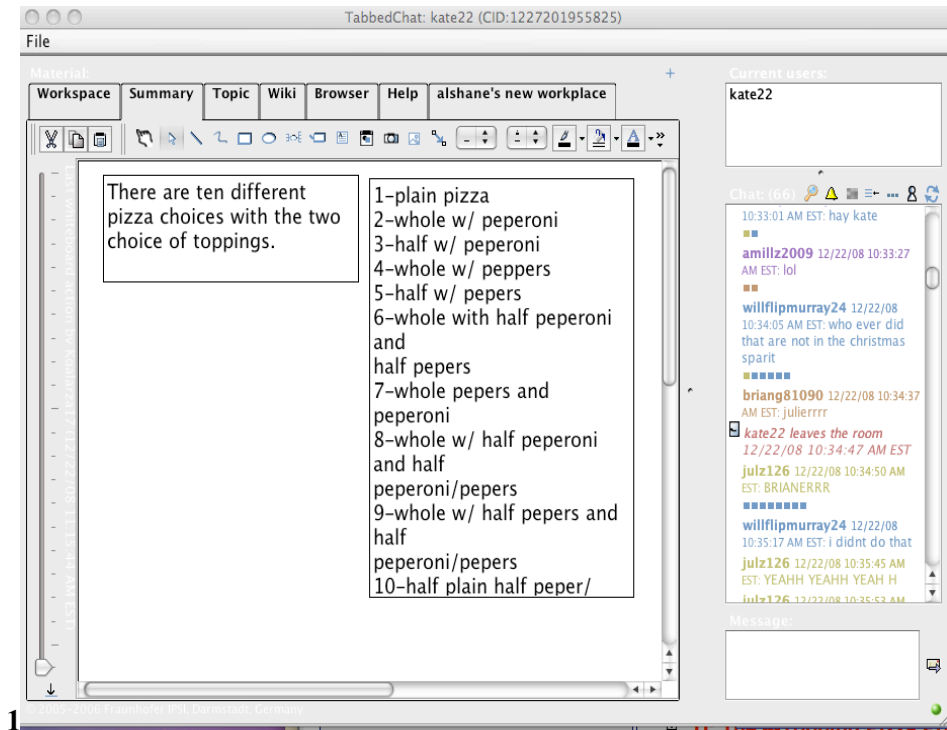 TabbedChat: kate22 (CID:1227201955825)
File
Material:
Workspace Summary Topic Wiki Browser Help alshane's new workplace
There are ten different
pizza choices with the two
choice of toppings.
1-plain pizza
2-whole w/ peperoni
3-half w/ peperoni
4-whole w/ peppers
5-half w/ pepers
6-whole with half peperoni
and
half pepers
7-whole pepers and
peperoni
8-whole w/ half peperoni
and half
peperoni/pepers
9-whole w/ half pepers and
half
peperoni/pepers
10-half plain half peper/
Current users:
kate22
Chat: (66)
10:33:01 AM EST: hay kate
amillz2009 12/22/08 10:33:27
AM EST: lol
willflipmurray24 12/22/08
10:34:05 AM EST: who ever did
that are not in the christmas
sparit
briang81090 12/22/08 10:34:37
AM EST: julierrrr
kate22 leaves the room
12/22/08 10:34:47 AM EST
julz126 12/22/08 10:34:50 AM
EST: BRIANERRR
willflipmurray24 12/22/08
10:35:17 AM EST: i didnt do that
julz126 12/22/08 10:35:45 AM
EST: YEAHH YEAHH YEAH H
julz126 12/22/08 10:35:53 AM
Message:
© 2005-2006 Fraunhofer IPSI, Darmstadt, Germany
1